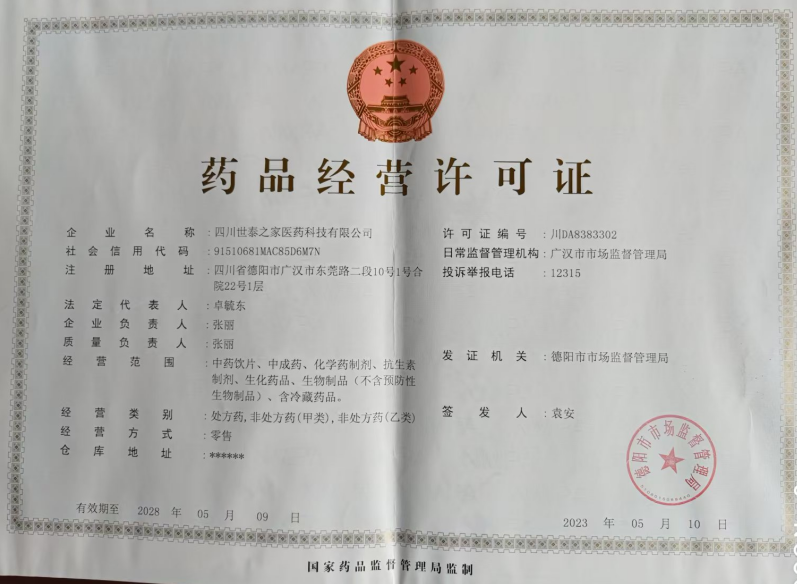 药品经营许可证
企业名称：四川世泰之家医药科技有限公司
社会信用代码：91510681MAC85D6M7N
注册地址：四川省德阳市广汉市东莞路二段10号1号合
院22号1层
法定代表人：卓毓东
企业负责人：张丽
质量负责人：张丽
经营范围：中药饮片、中成药、化学药制剂、抗生素
制剂、生化药品、生物制品（不含预防性
生物制品）、含冷藏药品。
经营类别：处方药,非处方药(甲类),非处方药(乙类)
经营方式：零售
仓库地址：******
有效期至 2028 年 05 月 09 日
许可证编号：川DA8383302
日常监督管理机构：广汉市市场监督管理局
投诉举报电话：12315
发证机关：德阳市市场监督管理局
签发人：袁安
德阳市市场监督管理局
2023 年 05 月 10 日
国家药品监督管理局监制